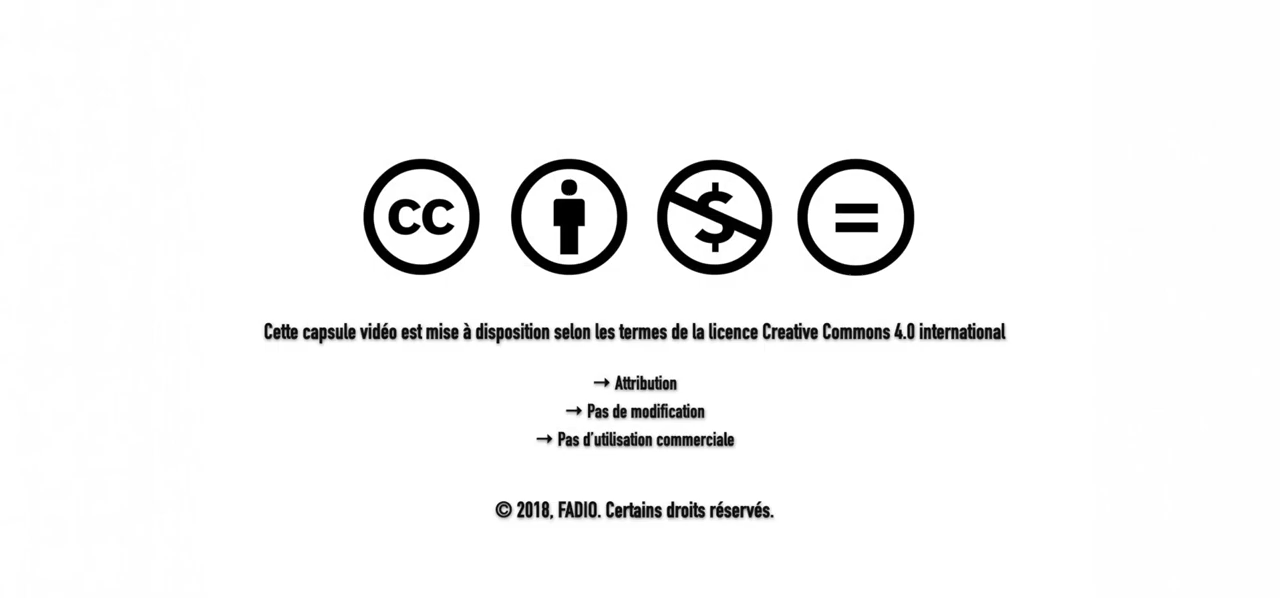 cc
Cette capsule vidéo est mise à disposition selon les termes de la licence Creative Commons 4.0 international
→ Attribution
→ Pas de modification
→ Pas d’utilisation commerciale
© 2018, FADIO. Certains droits réservés.